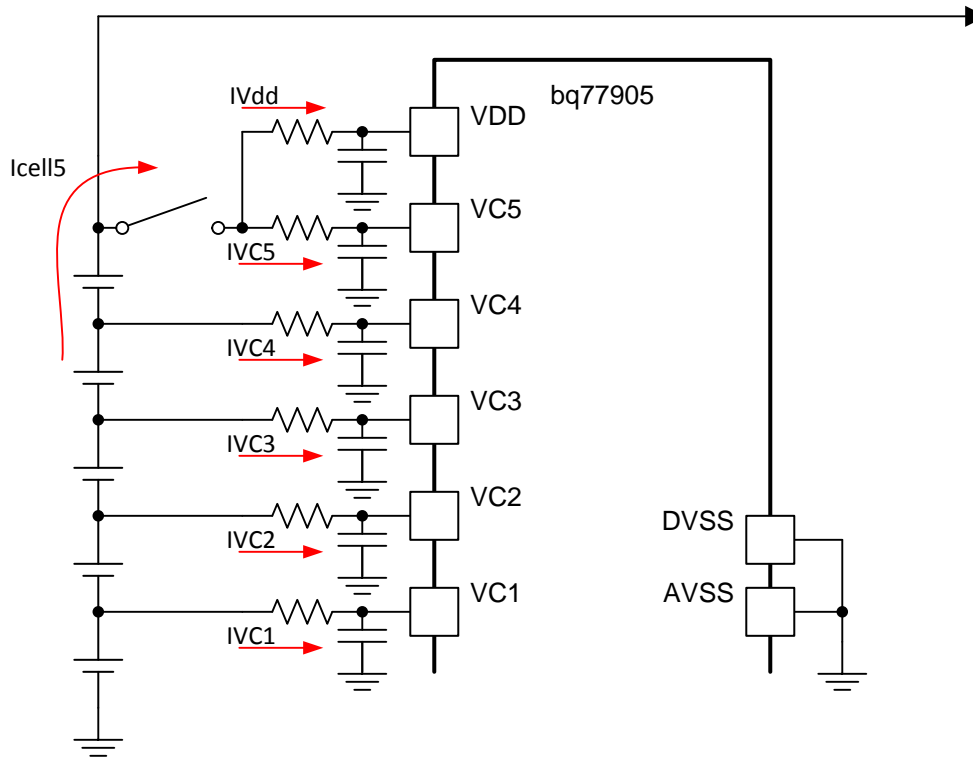 bq77905
IVdd
VDD
Icell5
VC5
IVC5
VC4
IVC4
VC3
IVC3
VC2
IVC2
DVSS
VC1
AVSS
IVC1